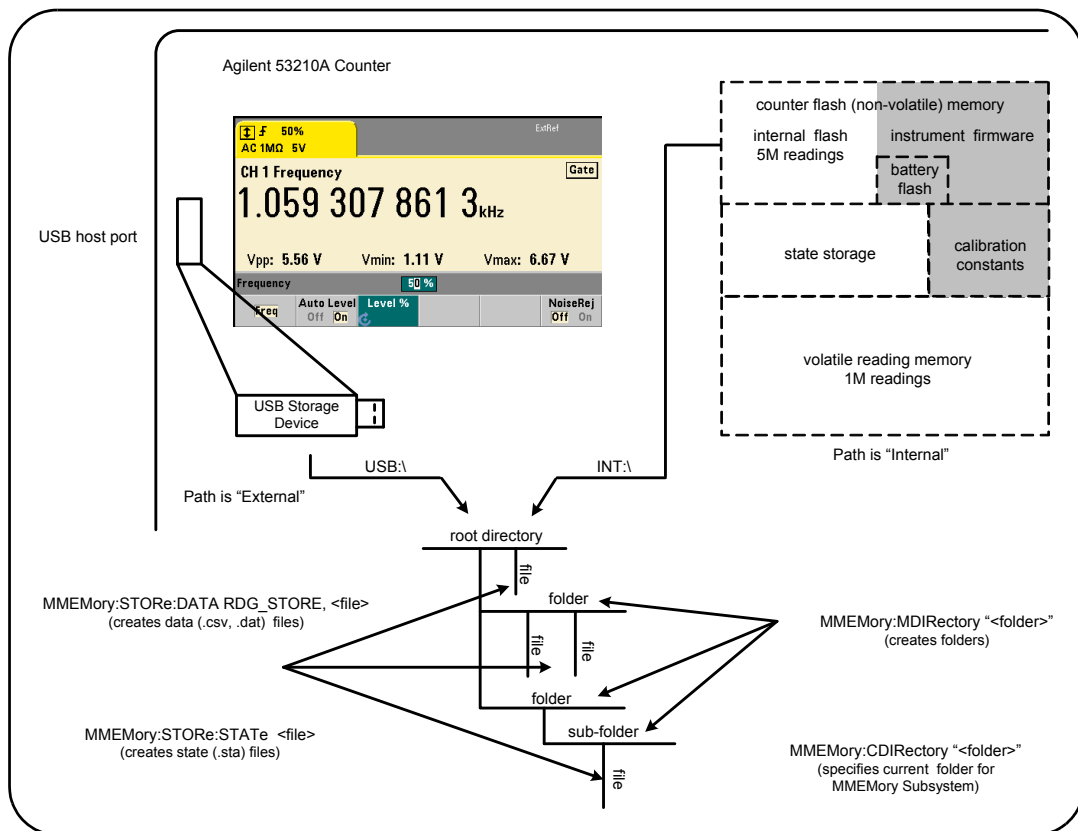 Agilent 53210A Counter
50%
AC 1MΩ 5V
ExtRef
CH 1 Frequency
Gate
1.059 307 861 3kHz
Vpp: 5.56 V Vmin: 1.11 V Vmax: 6.67 V
Frequency
50 %
Freq
Auto Level
Off On
Level %
NoiseRej
Off On
USB host port
USB Storage
Device
counter flash (non-volatile) memory
internal flash
5M readings
instrument firmware
battery
flash
state storage
calibration
constants
volatile reading memory
1M readings
Path is “Internal”
USB:\
INT:\
Path is “External”
root directory
file
folder
file
file
folder
sub-folder
file
MMEMory:STORe:DATA RDG_STORE, <file>
(creates data (.csv, .dat) files)
MMEMory:MDIRectory “<folder>”
(creates folders)
MMEMory:STORe:STATe <file>
(creates state (.sta) files)
MMEMory:CDIRectory “<folder>”
(specifies current folder for
MMEMory Subsystem)